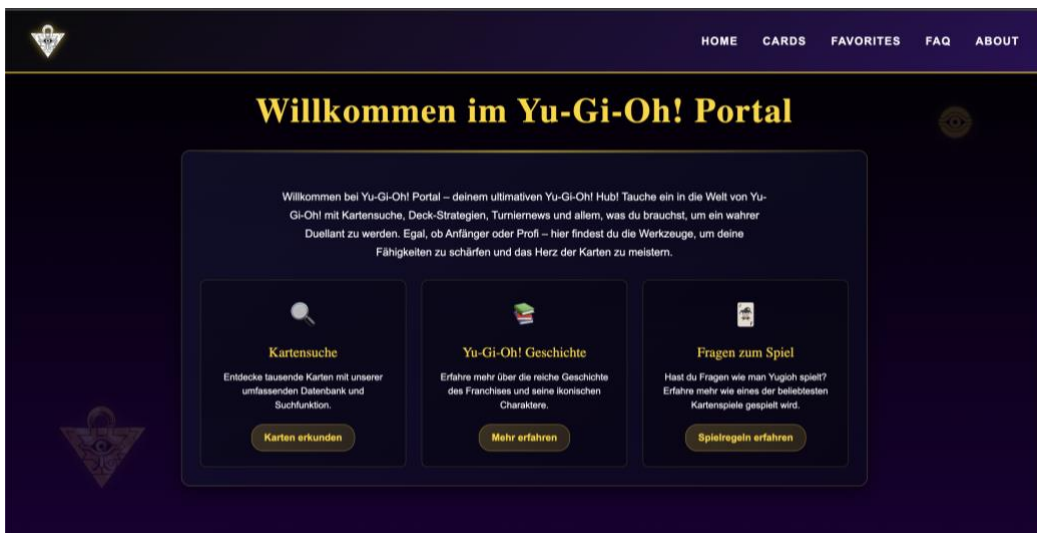 HOME CARDS FAVORITES FAQ ABOUT
Willkommen im Yu-Gi-Oh! Portal
Willkommen bei Yu-Gi-Oh! Portal – deinem ultimativen Yu-Gi-Oh! Hub! Tauche ein in die Welt von Yu-
Gi-Oh! mit Kartensuche, Deck-Strategien, Turniernews und allem, was du brauchst, um ein wahrer
Duellant zu werden. Egal, ob Anfänger oder Profi – hier findest du die Werkzeuge, um deine
Fähigkeiten zu schärfen und das Herz der Karten zu meistern.
Kartensuche
Entdecke tausende Karten mit unserer
umfassenden Datenbank und
Suchfunktion.
Karten erkunden
Yu-Gi-Oh! Geschichte
Erfahre mehr über die reiche Geschichte
des Franchises und seine ikonischen
Charaktere.
Mehr erfahren
Fragen zum Spiel
Hast du Fragen wie man Yugioh spielt?
Erfahre mehr wie eines der beliebtesten
Kartenspiele gespielt wird.
Spielregeln erfahren